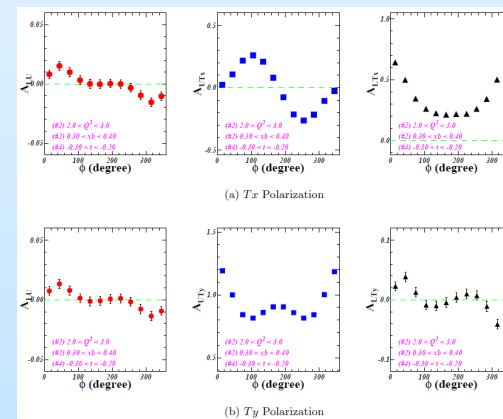 0.05 0.00 -0.05
A_LU
(#2) 2.0 < Q² < 3.0
(#2) 0.30 < xb < 0.40
(#4) -0.30 < t < -0.20
0 100 200 300
ϕ (degree)
0.5 0.0 -0.5
A_UTx
(#2) 2.0 < Q² < 3.0
(#2) 0.30 < xb < 0.40
(#4) -0.30 < t < -0.20
0 100 200 300
ϕ (degree)
1.0 0.5 0.0
A_LTx
(#2) 2.0 < Q² < 3.0
(#2) 0.30 < xb < 0.40
(#4) -0.30 < t < -0.20
0 100 200 300
ϕ (degree)
(a) Tx Polarization
0.05 0.00 -0.05
A_LU
(#2) 2.0 < Q² < 3.0
(#2) 0.30 < xb < 0.40
(#4) -0.30 < t < -0.20
0 100 200 300
ϕ (degree)
1.5 1.0 0.5
A_UTy
(#2) 2.0 < Q² < 3.0
(#2) 0.30 < xb < 0.40
(#4) -0.30 < t < -0.20
0 100 200 300
ϕ (degree)
0.1 0.0 -0.1
A_LTy
(#2) 2.0 < Q² < 3.0
(#2) 0.30 < xb < 0.40
(#4) -0.30 < t < -0.20
0 100 200 300
ϕ (degree)
(b) Ty Polarization